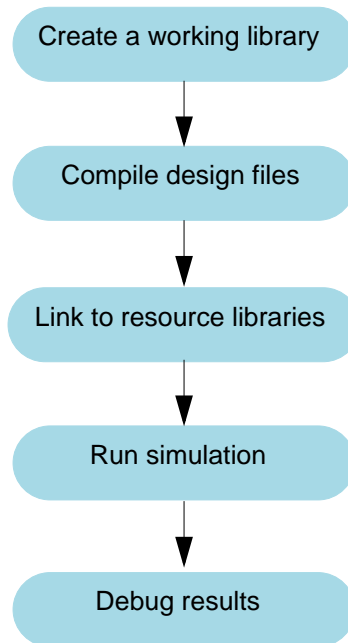 Create a working library
Compile design files
Link to resource libraries
Run simulation
Debug results